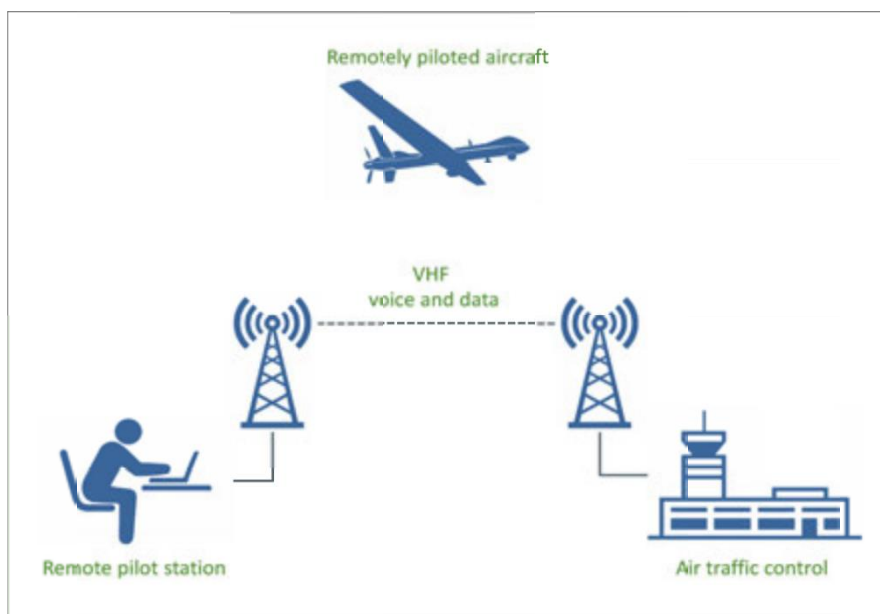 Remotely piloted aircraft
VHF
voice and data
Remote pilot station
Air traffic control